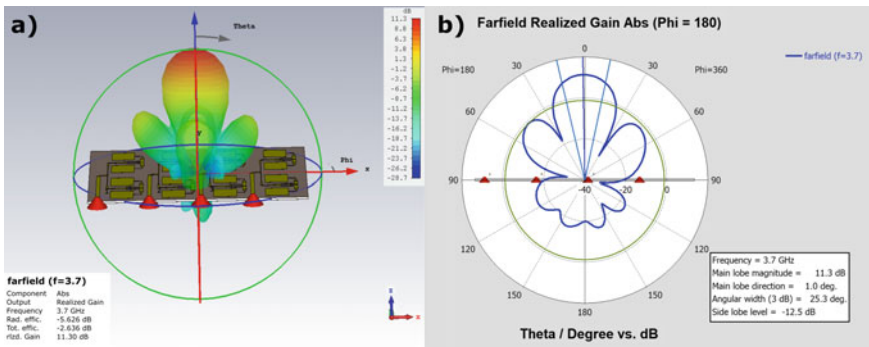 a)
Theta
Phi
x
y
z
x
dB
11.3
8.8
6.3
3.8
1.3
-1.2
-3.7
-6.2
-8.7
-11.2
-13.7
-16.2
-18.7
-21.2
-23.7
-26.2
-28.7
farfield (f=3.7)
Component Abs
Output Realized Gain
Frequency 3.7 GHz
Rad. effic. -5.626 dB
Tot. effic. -2.636 dB
rlzd. Gain 11.30 dB
b)
Farfield Realized Gain Abs (Phi = 180)
farfield (f=3.7)
0
30 30
Phi=180 Phi=360
60 60
90 -40 -20 0 90
120 120
150 150
180
Theta / Degree vs. dB
Frequency = 3.7 GHz
Main lobe magnitude = 11.3 dB
Main lobe direction = 1.0 deg.
Angular width (3 dB) = 25.3 deg.
Side lobe level = -12.5 dB